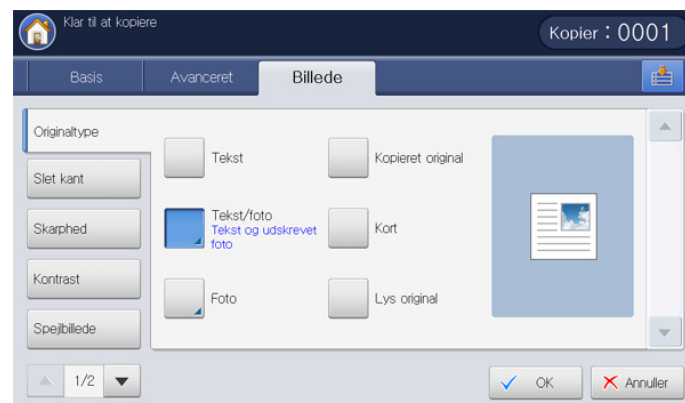 Klar til at kopiere
Kopier : 0001
Basis
Avanceret
Billede
Originaltype
Slet kant
Skarphed
Kontrast
Spejlbillede
1/2
Tekst
Kopieret original
Tekst/foto
Tekst og udskrevet
foto
Kort
Foto
Lys original
OK
Annuller